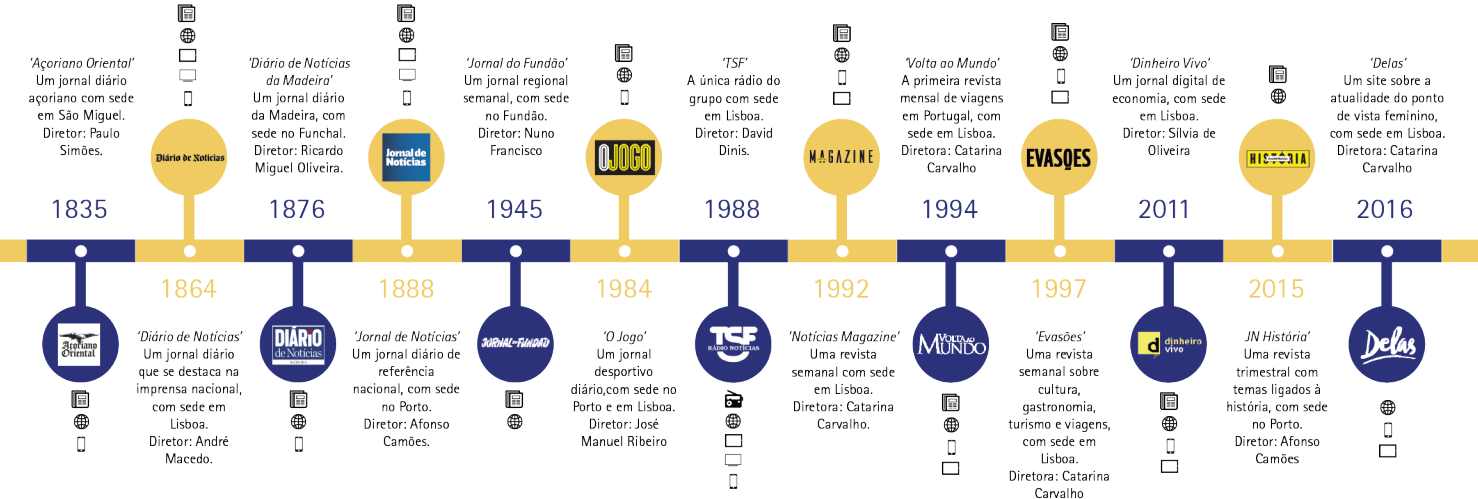 'Açoriano Oriental'
Um jornal diário
açoriano com sede
em São Miguel.
Diretor: Paulo
Simões.
1835
Açoriano
Oriental
Diário de Notícias
1864
'Diário de Notícias'
Um jornal diário
que se destaca na
imprensa nacional,
com sede em
Lisboa.
Diretor: André
Macedo.
'Diário de Notícias
da Madeira'
Um jornal diário
da Madeira, com
sede no Funchal.
Diretor: Ricardo
Miguel Oliveira.
1876
DIÁRIO
de Notícias
Jornal de
Notícias
1888
'Jornal de Notícias'
Um jornal diário de
referência
nacional, com sede
no Porto.
Diretor: Afonso
Camões.
'Jornal do Fundão'
Um jornal regional
semanal, com sede
no Fundão.
Diretor: Nuno
Francisco
1945
JORNAL DO FUNDÃO
O JOGO
1984
'O Jogo'
Um jornal
desportivo
diário,com sede no
Porto e em Lisboa.
Diretor: José
Manuel Ribeiro
'TSF'
A única rádio do
grupo com sede
em Lisboa.
Diretor: David
Dinis.
1988
TSF
RÁDIO NOTÍCIAS
MAGAZINE
1992
'Notícias Magazine'
Uma revista
semanal com sede
em Lisboa.
Diretora: Catarina
Carvalho.
'Volta ao Mundo'
A primeira revista
mensal de viagens
em Portugal, com
sede em Lisboa.
Diretora: Catarina
Carvalho
1994
VOLTA AO
MUNDO
EVASÕES
1997
'Evasões'
Uma revista
semanal sobre
cultura,
gastronomia,
turismo e viagens,
com sede em
Lisboa.
Diretora: Catarina
Carvalho
'Dinheiro Vivo'
Um jornal digital de
economia, com sede
em Lisboa.
Diretor: Sílvia de
Oliveira
2011
d dinheiro
vivo
HISTÓRIA
2015
JN História'
Uma revista
trimestral com
temas ligados à
história, com sede
no Porto.
Diretor: Afonso
Camões
'Delas'
Um site sobre a
atualidade do ponto
de vista feminino,
com sede em Lisboa.
Diretora: Catarina
Carvalho
2016
Delas